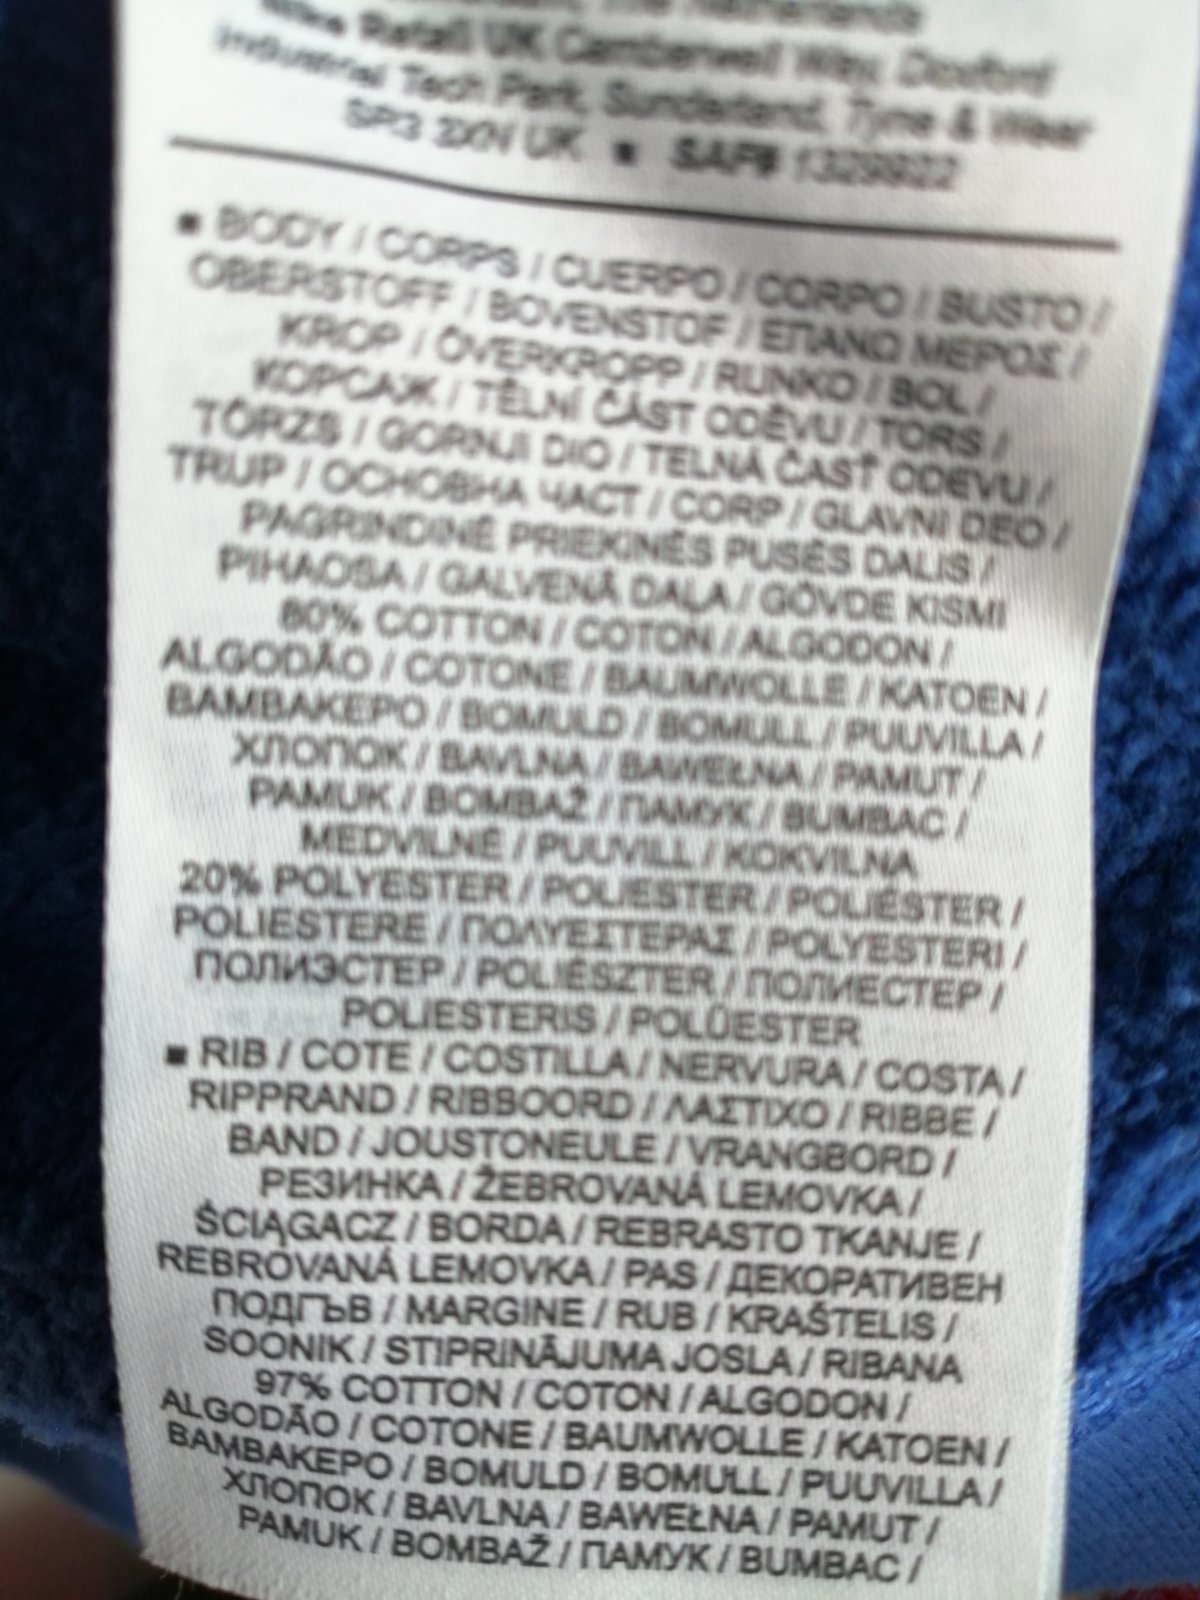 The Netherlands
Nike Retail UK Camberwell Way, Doxford
Industrial Tech Park, Sunderland, Tyne & Wear
SR3 3XN UK ■ SAF# 1329922
■ BODY / CORPS / CUERPO / CORPO / BUSTO /
OBERSTOFF / BOVENSTOF / ΕΠΑΝΩ ΜΕΡΟΣ /
KROP / ÖVERKROPP / RUNKO / BOL /
КОРСАЖ / TĚLNÍ ČÁST ODĚVU / TORS /
TÖRZS / GORNJI DIO / TELNÁ ČASŤ ODEVU /
TRUP / ОСНОВНА ЧАСТ / CORP / GLAVNI DEO /
PAGRINDINĖ PRIEKINĖS PUSĖS DALIS /
PIHAOSA / GALVENĀ DAĻA / GÖVDE KISMI
80% COTTON / COTON / ALGODON /
ALGODÃO / COTONE / BAUMWOLLE / KATOEN /
BAMBAKEPO / BOMULD / BOMULL / PUUVILLA /
ХЛОПОК / BAVLNA / BAWEŁNA / PAMUT /
PAMUK / BOMBAŽ / ПАМУК / BUMBAC /
MEDVILNĖ / PUUVILL / KOKVILNA
20% POLYESTER / POLIESTER / POLIÉSTER /
POLIESTERE / ΠΟΛΥΕΣΤΕΡΑΣ / POLYESTERI /
ПОЛИЭСТЕР / POLIÉSZTER / ПОЛИЕСТЕР /
POLIESTERIS / POLÜESTER
■ RIB / COTE / COSTILLA / NERVURA / COSTA /
RIPPRAND / RIBBOORD / ΛΑΣΤΙΧΟ / RIBBE /
BAND / JOUSTONEULE / VRANGBORD /
РЕЗИНКА / ŽEBROVANÁ LEMOVKA /
ŚCIĄGACZ / BORDA / REBRASTO TKANJE /
REBROVANÁ LEMOVKA / PAS / ДЕКОРАТИВЕН
ПОДГЪВ / MARGINE / RUB / KRAŠTELIS /
SOONIK / STIPRINĀJUMA JOSLA / RIBANA
97% COTTON / COTON / ALGODON /
ALGODÃO / COTONE / BAUMWOLLE / KATOEN /
BAMBAKEPO / BOMULD / BOMULL / PUUVILLA /
ХЛОПОК / BAVLNA / BAWEŁNA / PAMUT /
PAMUK / BOMBAŽ / ПАМУК / BUMBAC /